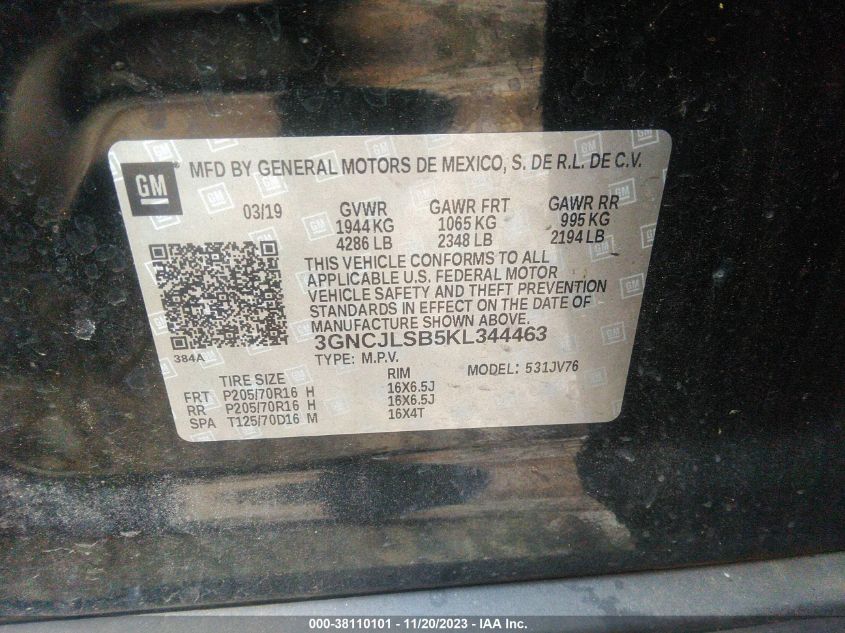 GM
MFD BY GENERAL MOTORS DE MEXICO, S. DE R.L. DE C.V.
03/19 GVWR GAWR FRT GAWR RR
1944 KG 1065 KG 995 KG
4286 LB 2348 LB 2194 LB
THIS VEHICLE CONFORMS TO ALL
APPLICABLE U.S. FEDERAL MOTOR
VEHICLE SAFETY AND THEFT PREVENTION
STANDARDS IN EFFECT ON THE DATE OF
MANUFACTURE SHOWN ABOVE.
384A
3GNCJLSB5KL344463
TYPE: M.P.V. MODEL: 531JV76
TIRE SIZE RIM
FRT P205/70R16 H 16X6.5J
RR P205/70R16 H 16X6.5J
SPA T125/70D16 M 16X4T
000-38110101 - 11/20/2023 - IAA Inc.